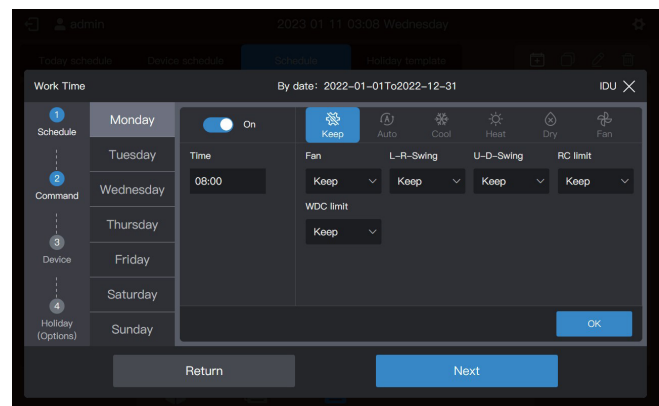 admin
2023 01 11 03:08 Wednesday
Today schedule Device schedule Schedule Holiday template
Work Time By date: 2022-01-01To2022-12-31 IDU
1
Schedule
2
Command
3
Device
4
Holiday
(Options)
Monday
Tuesday
Wednesday
Thursday
Friday
Saturday
Sunday
On
Keep Auto Cool Heat Dry Fan
Time
08:00
Fan L-R-Swing U-D-Swing RC limit
Keep Keep Keep Keep
WDC limit
Keep
OK
Return Next